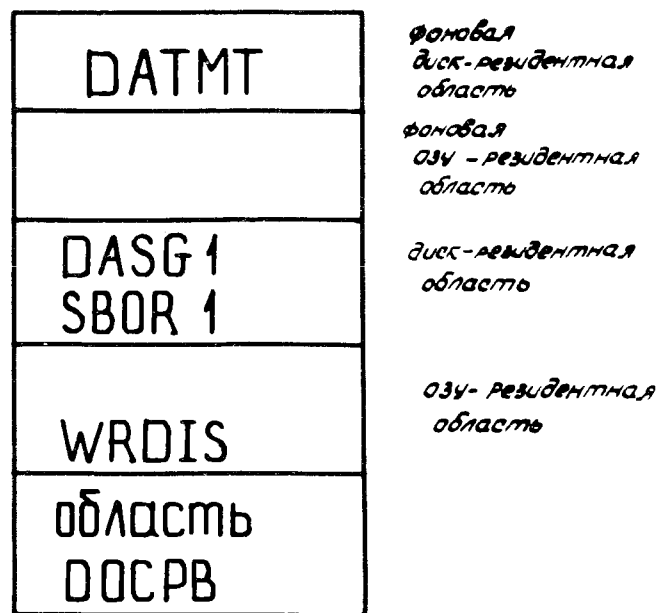 DATMT
фоновая
диск-резидентная
область
фоновая
ОЗУ - резидентная
область
DASG 1
SBOR 1
диск-резидентная
область
WRDIS
ОЗУ- резидентная
область
область
ДОСРВ